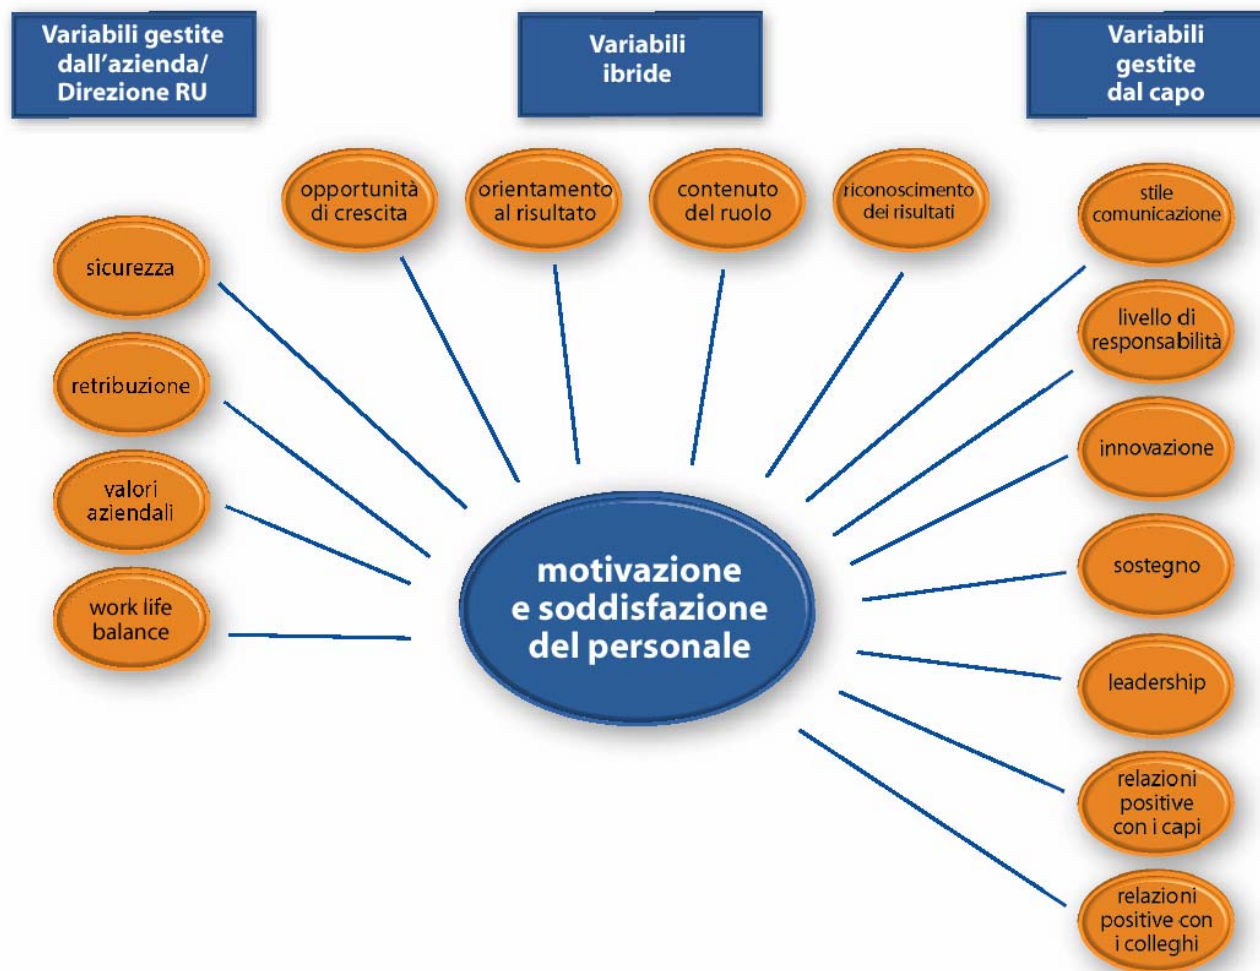 Variabili gestite
dall'azienda/
Direzione RU
Variabili
ibride
Variabili
gestite
dal capo
opportunità
di crescita
orientamento
al risultato
contenuto
del ruolo
riconoscimento
dei risultati
stile
comunicazione
sicurezza
livello di
responsabilità
retribuzione
innovazione
valori
aziendali
sostegno
work life
balance
motivazione
e soddisfazione
del personale
leadership
relazioni
positive
con i capi
relazioni
positive con
i colleghi